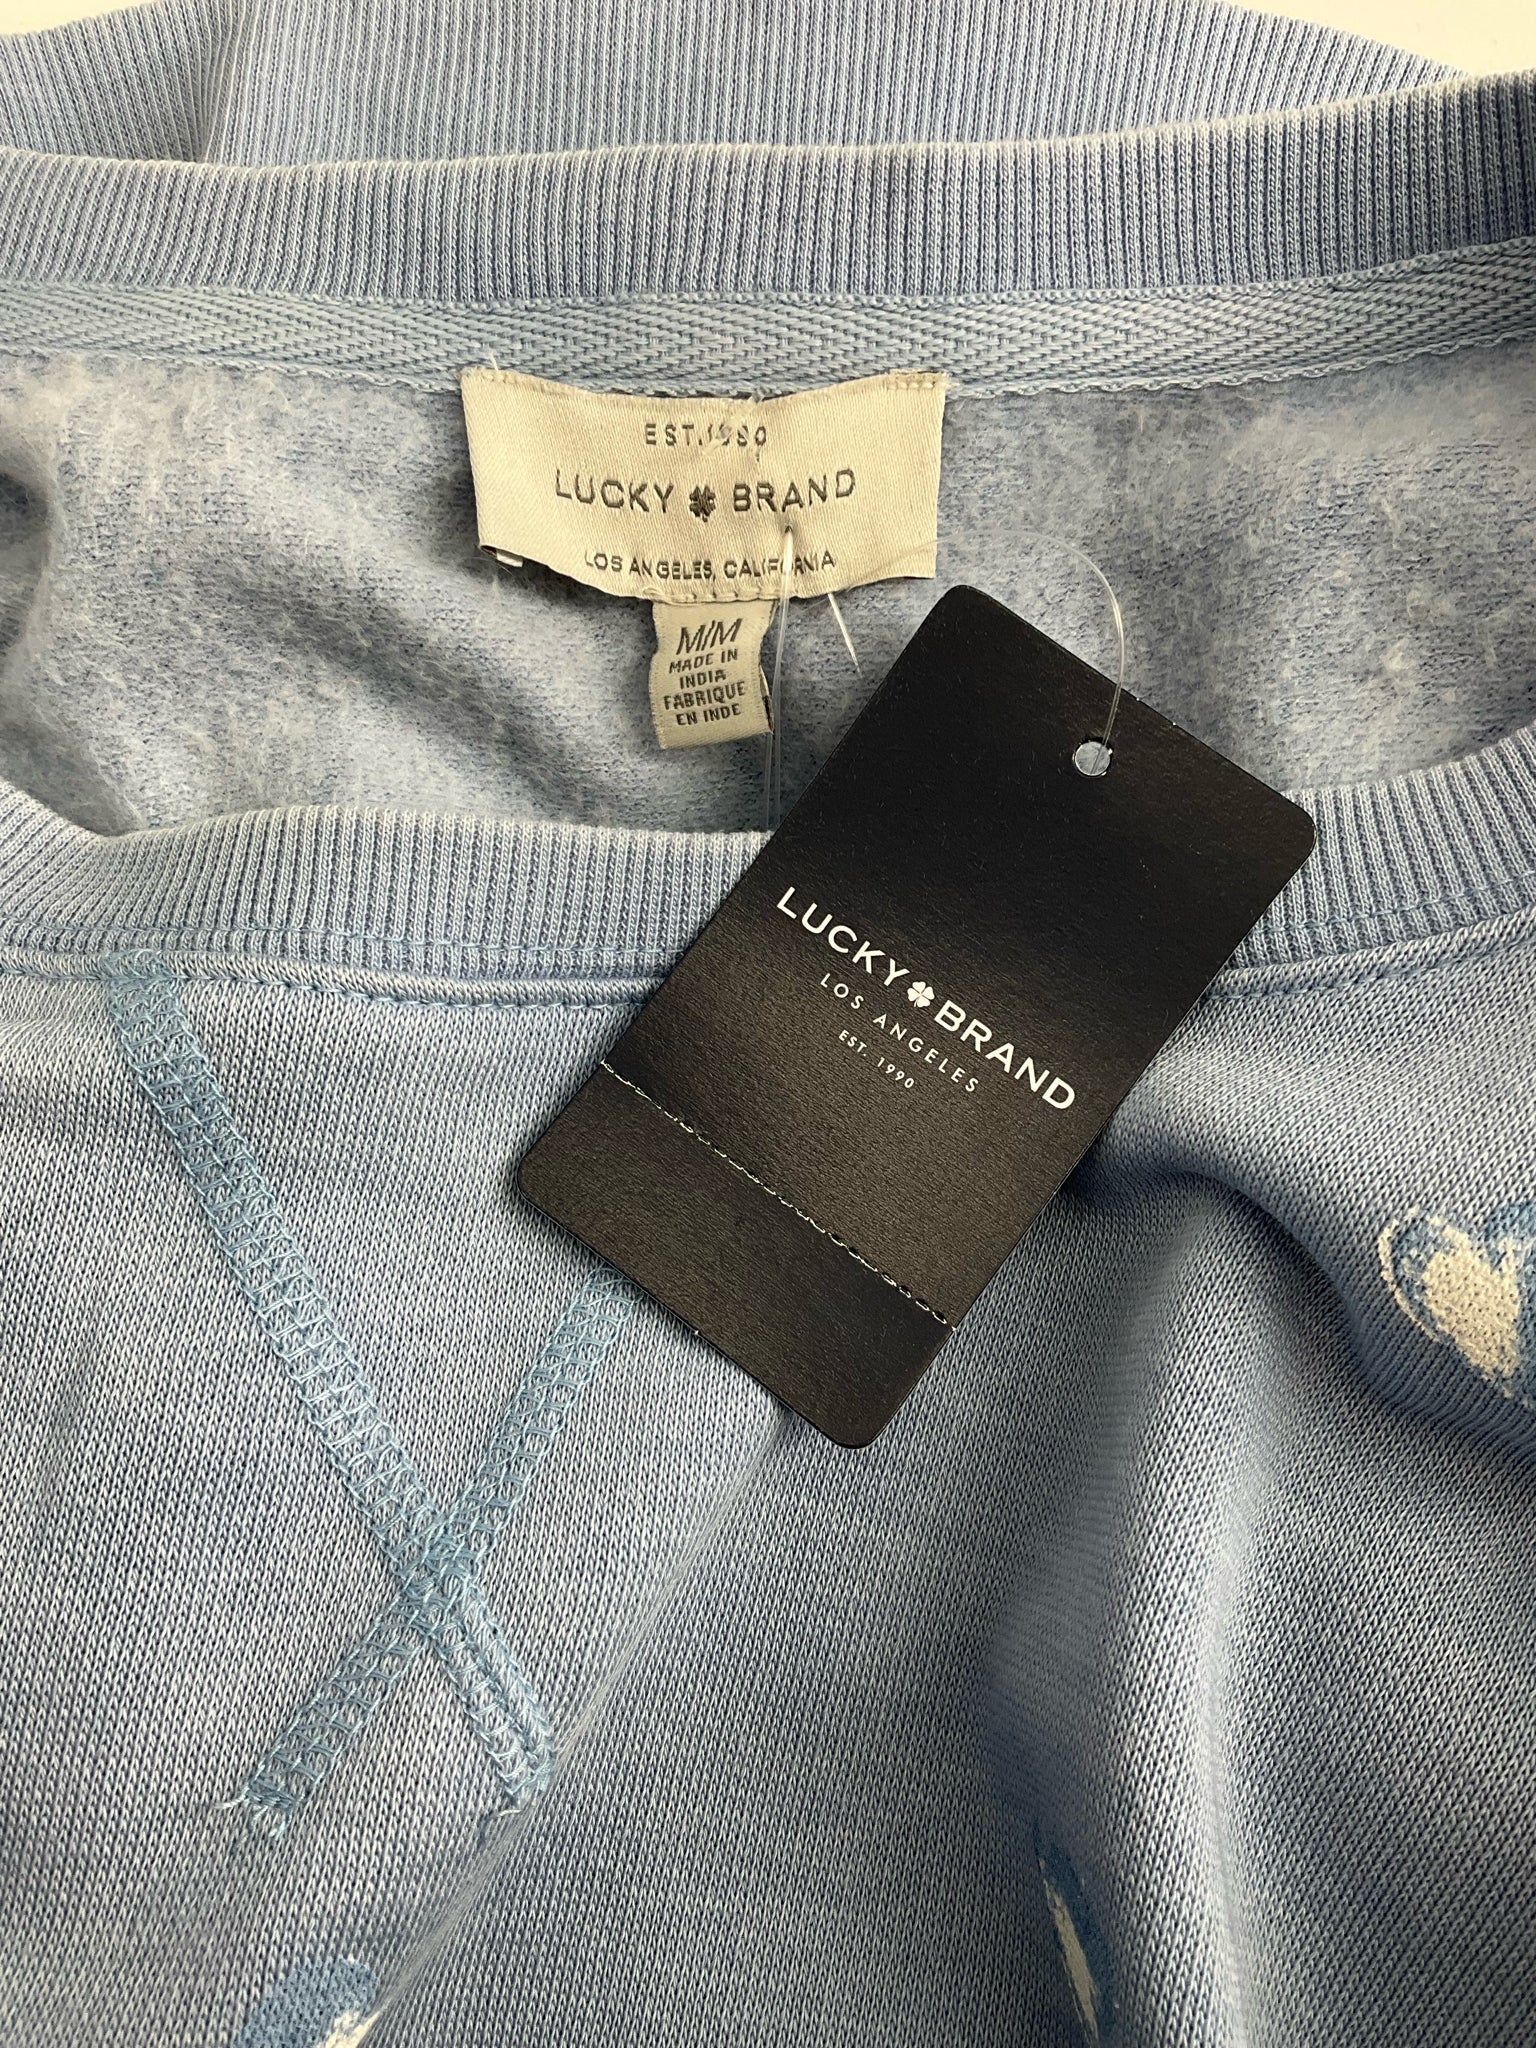 EST. 1990
LUCKY BRAND
LOS ANGELES, CALIFORNIA
M/M
MADE IN
INDIA
FABRIQUE
EN INDE
LUCKY BRAND
LOS ANGELES
EST. 1990